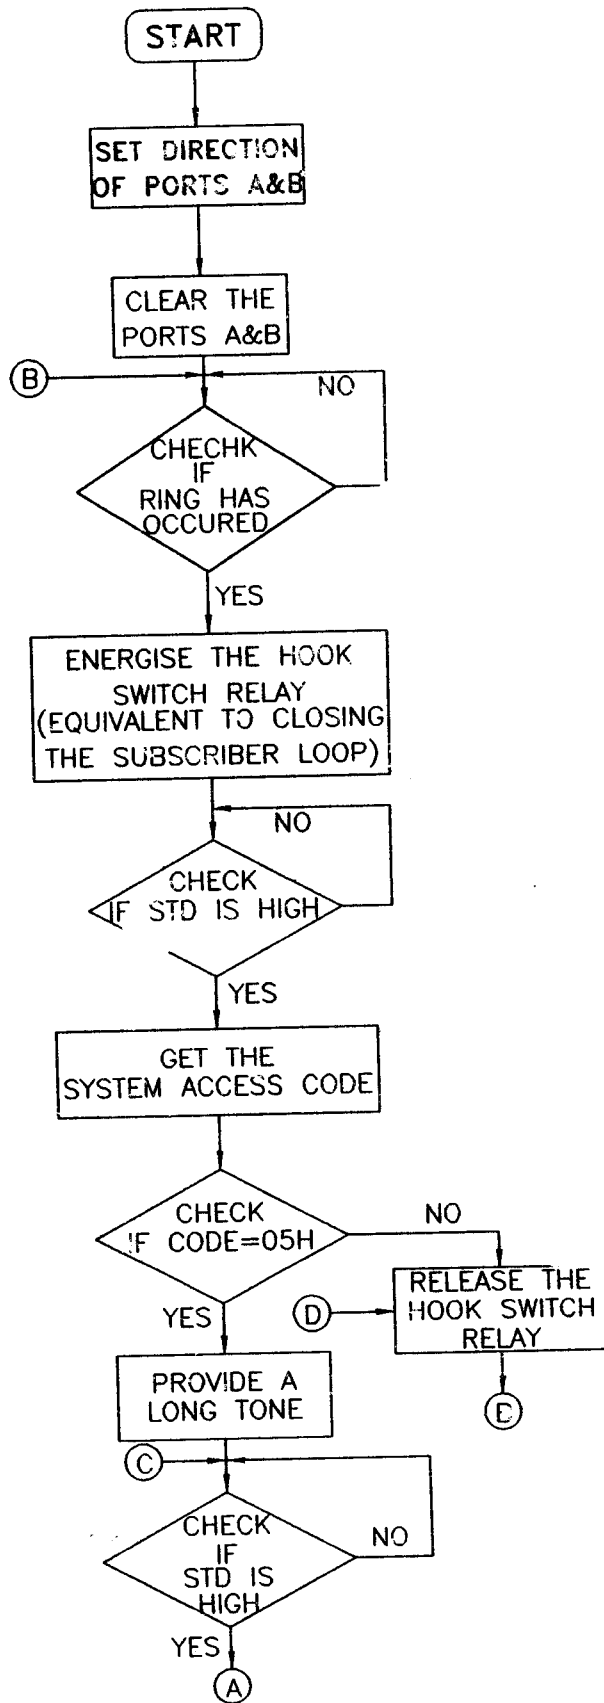 START
SET DIRECTION
OF PORTS A&B
CLEAR THE
PORTS A&B
B
NO
CHECHK
IF
RING HAS
OCCURED
YES
ENERGISE THE HOOK
SWITCH RELAY
(EQUIVALENT TO CLOSING
THE SUBSCRIBER LOOP)
NO
CHECK
IF STD IS HIGH
YES
GET THE
SYSTEM ACCESS CODE
CHECK
IF CODE=05H
NO
YES
D
RELEASE THE
HOOK SWITCH
RELAY
D
PROVIDE A
LONG TONE
C
CHECK
IF
STD IS
HIGH
NO
YES
A